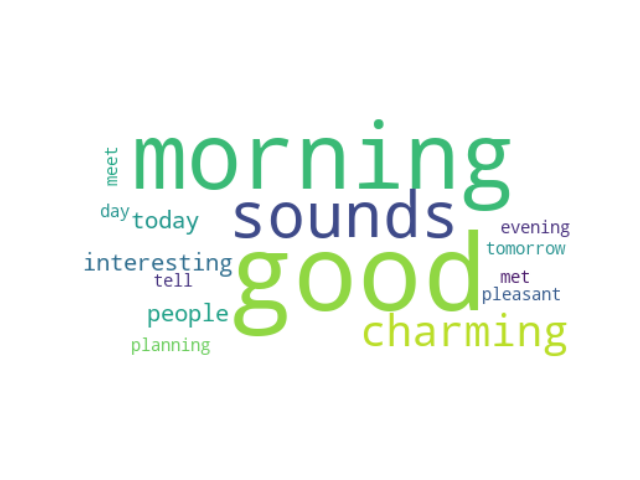 morning
meet
sounds
day
today
evening
tomorrow
interesting
good
tell
met
pleasant
people
charming
planning